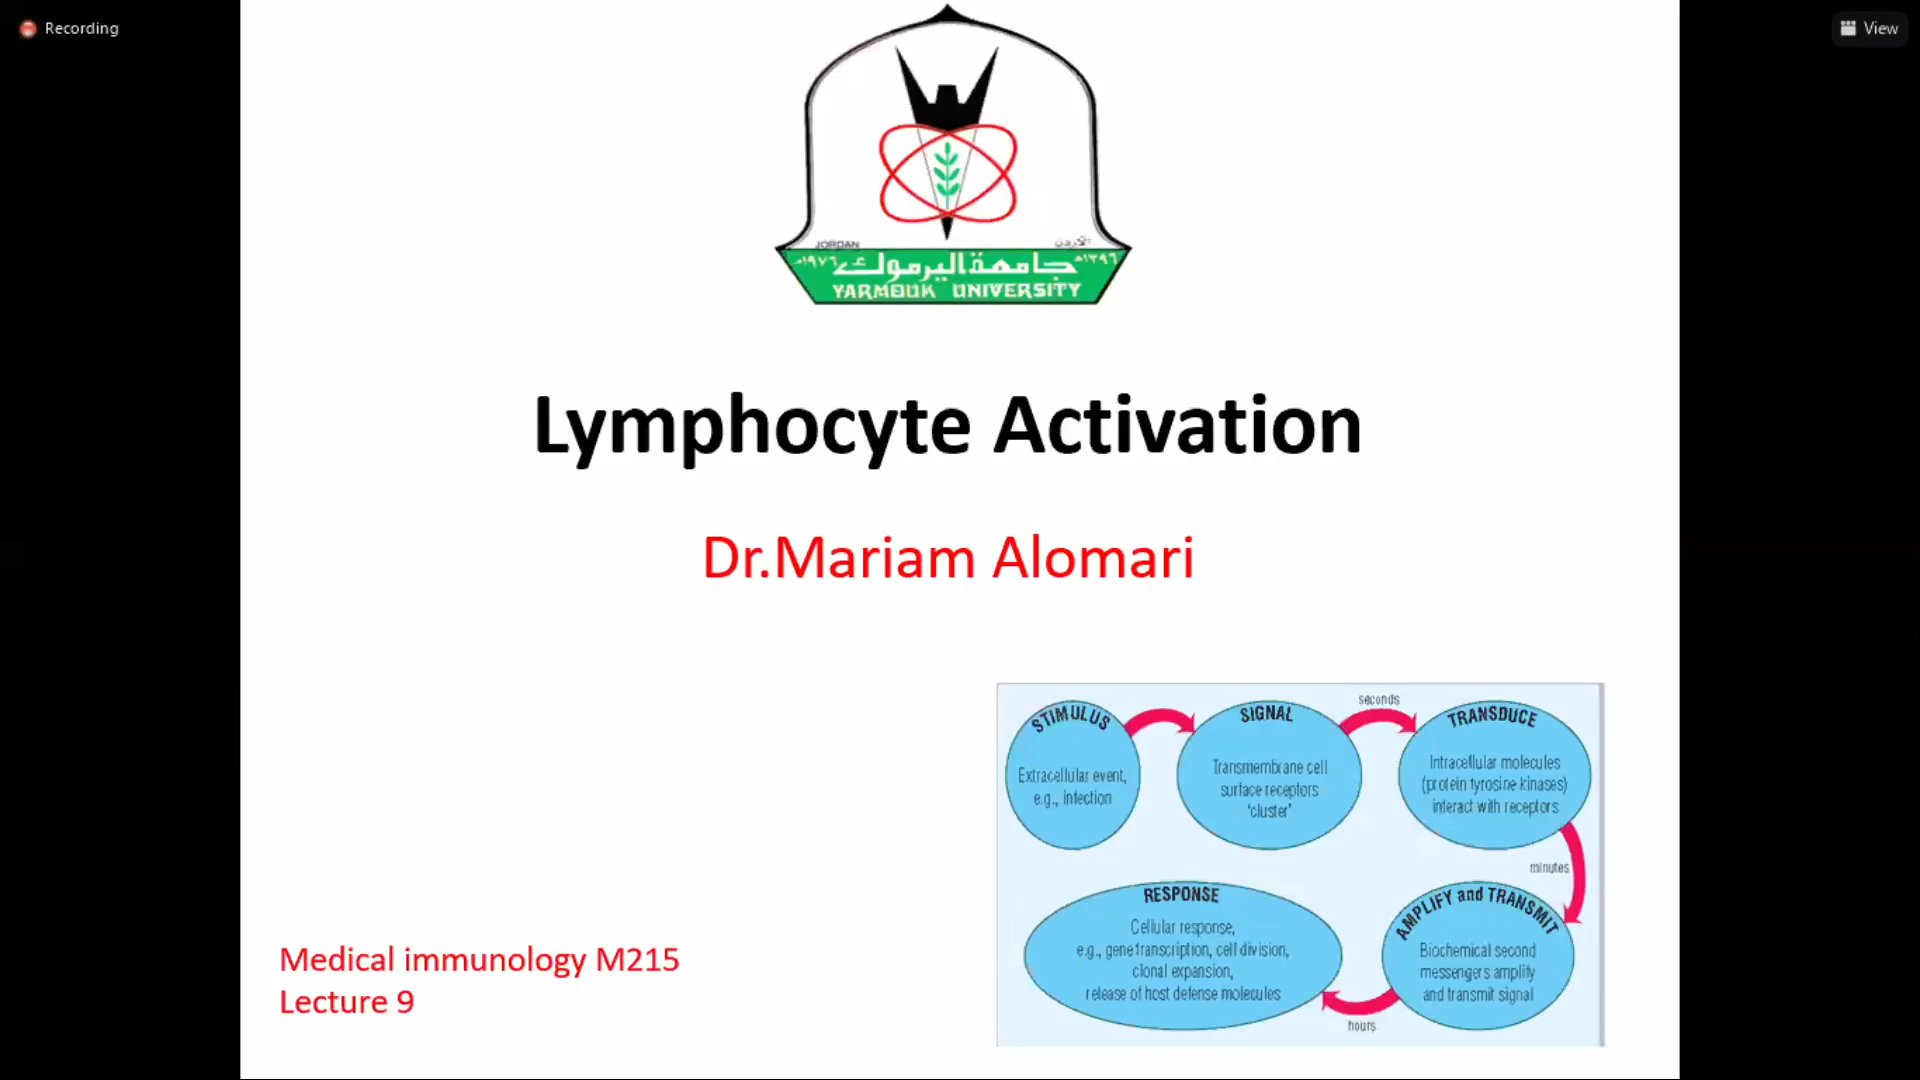 Recording
View
JORDAN
الأردن
١٩٧٦م
جامعة اليرموك
١٣٩٦هـ
YARMOUK UNIVERSITY
Lymphocyte Activation
Dr.Mariam Alomari
STIMULUS
Extracellular event,
e.g., infection
SIGNAL
Transmembrane cell
surface receptors
'cluster'
seconds
TRANSDUCE
Intracellular molecules
(protein tyrosine kinases)
interact with receptors
minutes
AMPLIFY and TRANSMIT
Biochemical second
messengers amplify
and transmit signal
hours
RESPONSE
Cellular response,
e.g., gene transcription, cell division,
clonal expansion,
release of host defense molecules
Medical immunology M215
Lecture 9